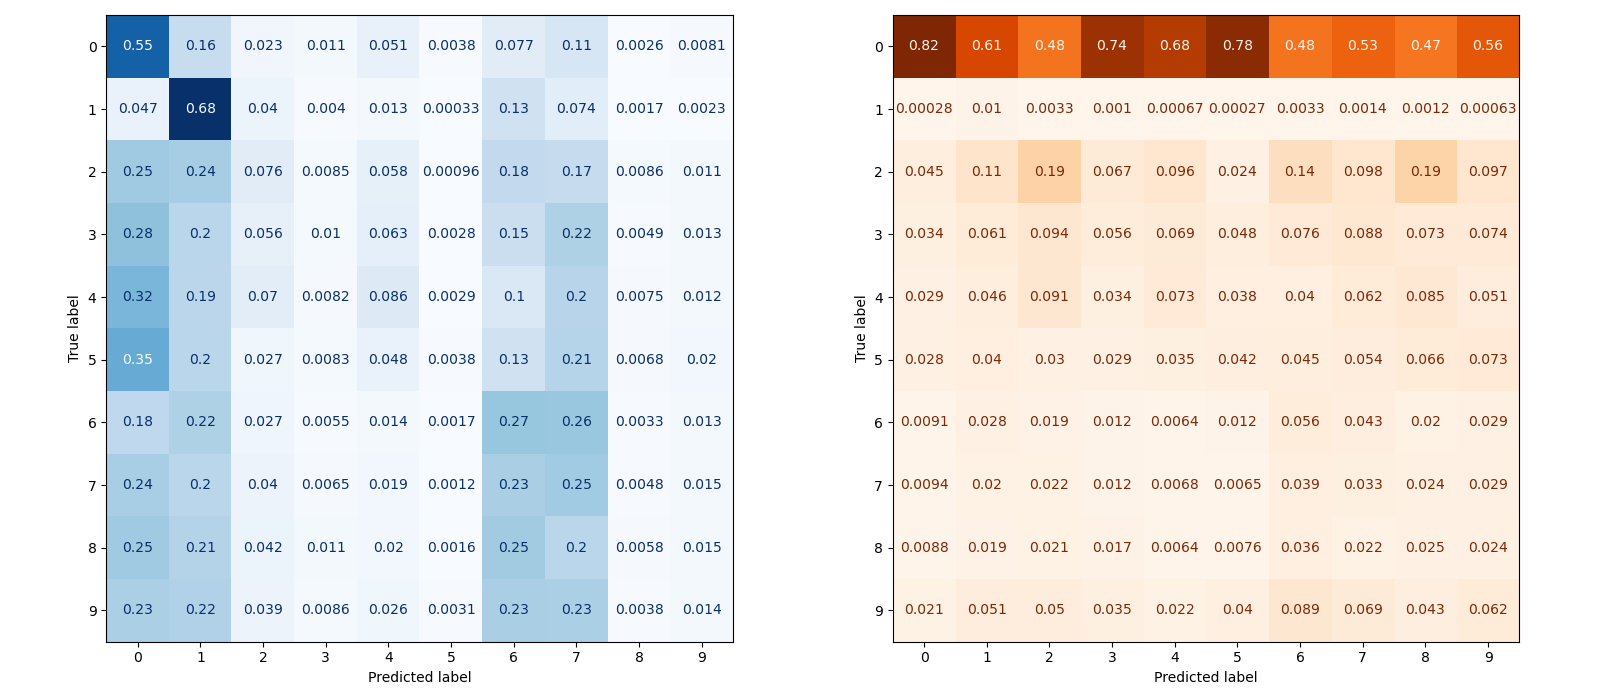 0 0.55 0.16 0.023 0.011 0.051 0.0038 0.077 0.11 0.0026 0.0081
1 0.047 0.68 0.04 0.004 0.013 0.00033 0.13 0.074 0.0017 0.0023
2 0.25 0.24 0.076 0.0085 0.058 0.00096 0.18 0.17 0.0086 0.011
3 0.28 0.2 0.056 0.01 0.063 0.0028 0.15 0.22 0.0049 0.013
4 0.32 0.19 0.07 0.0082 0.086 0.0029 0.1 0.2 0.0075 0.012
5 0.35 0.2 0.027 0.0083 0.048 0.0038 0.13 0.21 0.0068 0.02
6 0.18 0.22 0.027 0.0055 0.014 0.0017 0.27 0.26 0.0033 0.013
7 0.24 0.2 0.04 0.0065 0.019 0.0012 0.23 0.25 0.0048 0.015
8 0.25 0.21 0.042 0.011 0.02 0.0016 0.25 0.2 0.0058 0.015
9 0.23 0.22 0.039 0.0086 0.026 0.0031 0.23 0.23 0.0038 0.014
0 1 2 3 4 5 6 7 8 9
Predicted label
True label
0 0.82 0.61 0.48 0.74 0.68 0.78 0.48 0.53 0.47 0.56
1 0.00028 0.01 0.0033 0.001 0.00067 0.00027 0.0033 0.0014 0.0012 0.00063
2 0.045 0.11 0.19 0.067 0.096 0.024 0.14 0.098 0.19 0.097
3 0.034 0.061 0.094 0.056 0.069 0.048 0.076 0.088 0.073 0.074
4 0.029 0.046 0.091 0.034 0.073 0.038 0.04 0.062 0.085 0.051
5 0.028 0.04 0.03 0.029 0.035 0.042 0.045 0.054 0.066 0.073
6 0.0091 0.028 0.019 0.012 0.0064 0.012 0.056 0.043 0.02 0.029
7 0.0094 0.02 0.022 0.012 0.0068 0.0065 0.039 0.033 0.024 0.029
8 0.0088 0.019 0.021 0.017 0.0064 0.0076 0.036 0.022 0.025 0.024
9 0.021 0.051 0.05 0.035 0.022 0.04 0.089 0.069 0.043 0.062
0 1 2 3 4 5 6 7 8 9
Predicted label
True label